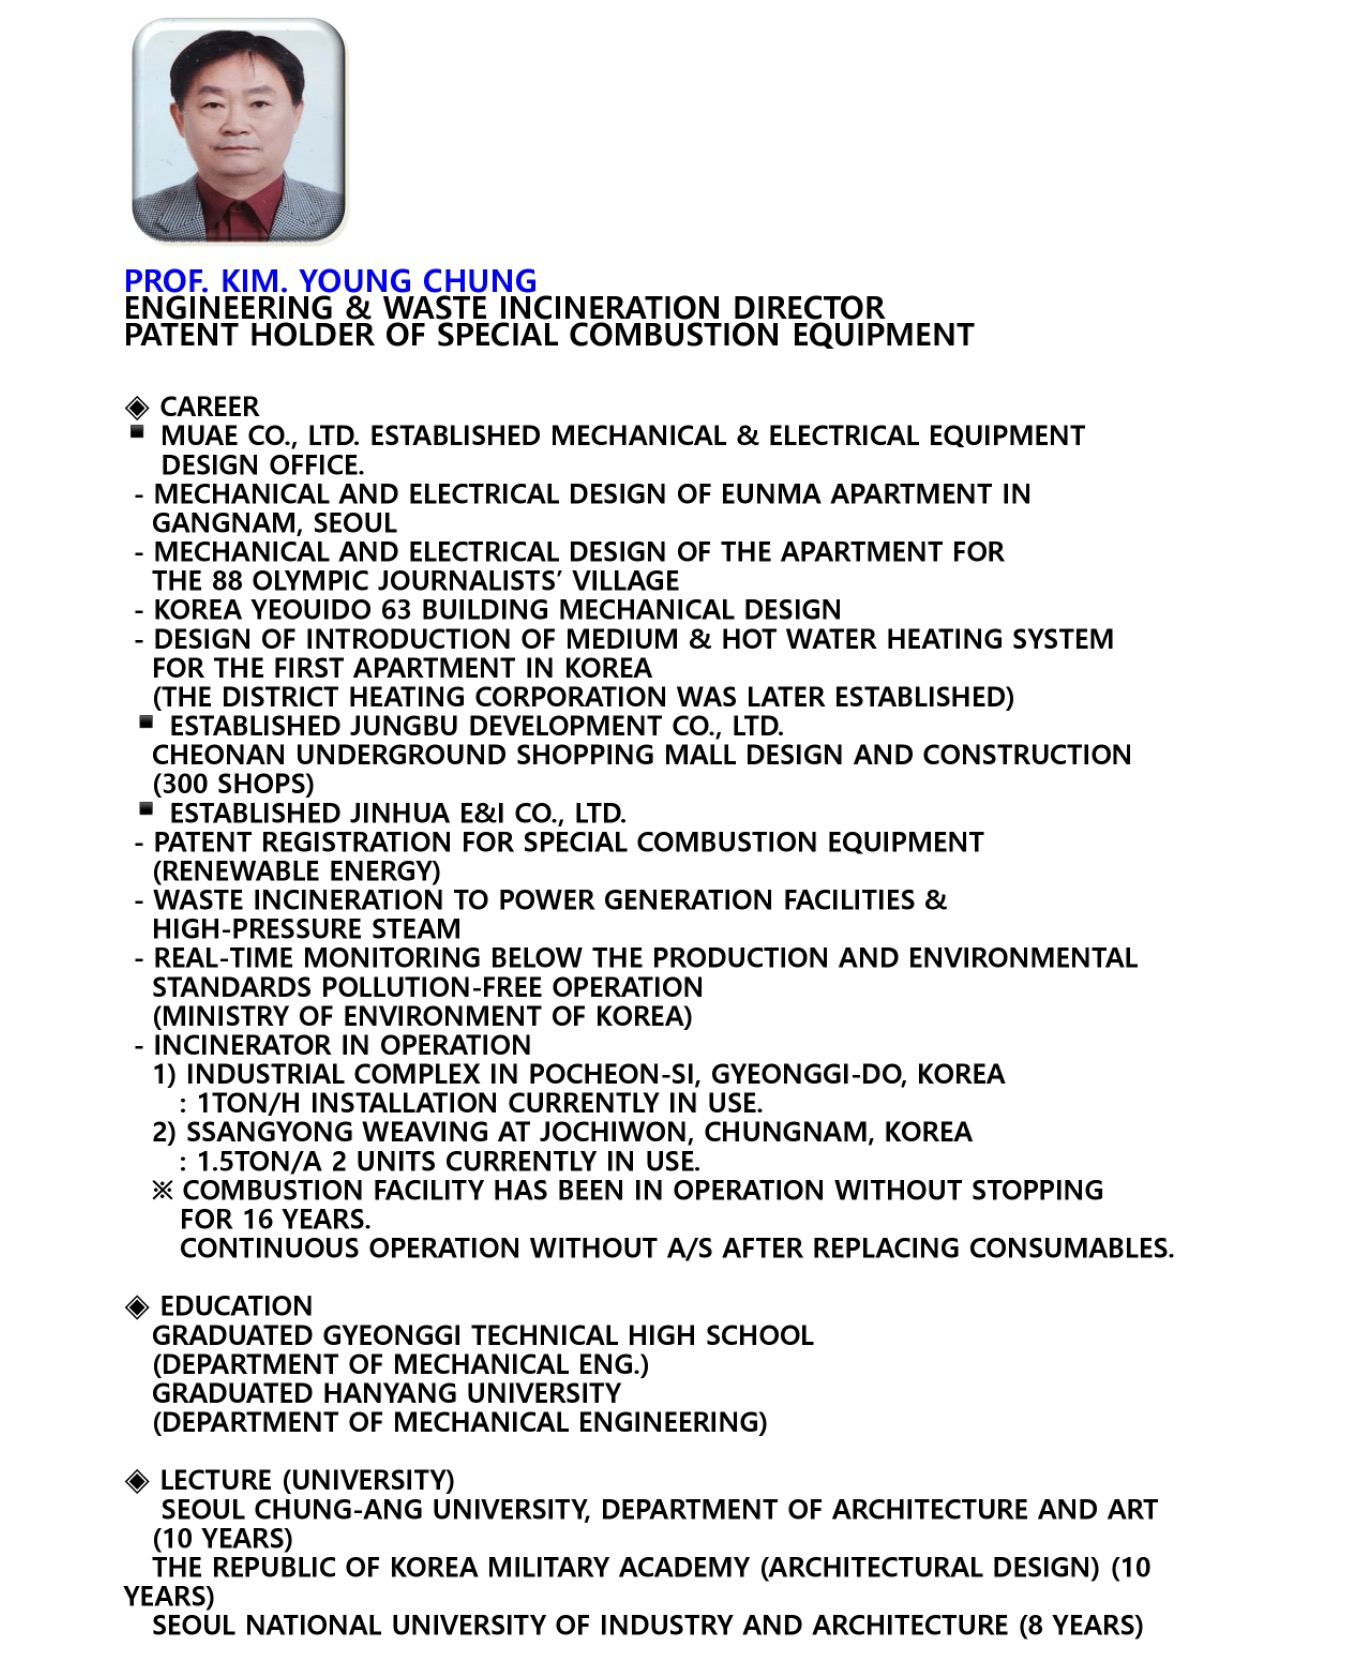 PROF. KIM. YOUNG CHUNG
ENGINEERING & WASTE INCINERATION DIRECTOR
PATENT HOLDER OF SPECIAL COMBUSTION EQUIPMENT
◈ CAREER
▪ MUAE CO., LTD. ESTABLISHED MECHANICAL & ELECTRICAL EQUIPMENT
DESIGN OFFICE.
- MECHANICAL AND ELECTRICAL DESIGN OF EUNMA APARTMENT IN
GANGNAM, SEOUL
- MECHANICAL AND ELECTRICAL DESIGN OF THE APARTMENT FOR
THE 88 OLYMPIC JOURNALISTS’ VILLAGE
- KOREA YEOUIDO 63 BUILDING MECHANICAL DESIGN
- DESIGN OF INTRODUCTION OF MEDIUM & HOT WATER HEATING SYSTEM
FOR THE FIRST APARTMENT IN KOREA
(THE DISTRICT HEATING CORPORATION WAS LATER ESTABLISHED)
▪ ESTABLISHED JUNGBU DEVELOPMENT CO., LTD.
CHEONAN UNDERGROUND SHOPPING MALL DESIGN AND CONSTRUCTION
(300 SHOPS)
▪ ESTABLISHED JINHUA E&I CO., LTD.
- PATENT REGISTRATION FOR SPECIAL COMBUSTION EQUIPMENT
(RENEWABLE ENERGY)
- WASTE INCINERATION TO POWER GENERATION FACILITIES &
HIGH-PRESSURE STEAM
- REAL-TIME MONITORING BELOW THE PRODUCTION AND ENVIRONMENTAL
STANDARDS POLLUTION-FREE OPERATION
(MINISTRY OF ENVIRONMENT OF KOREA)
- INCINERATOR IN OPERATION
1) INDUSTRIAL COMPLEX IN POCHEON-SI, GYEONGGI-DO, KOREA
: 1TON/H INSTALLATION CURRENTLY IN USE.
2) SSANGYONG WEAVING AT JOCHIWON, CHUNGNAM, KOREA
: 1.5TON/A 2 UNITS CURRENTLY IN USE.
※ COMBUSTION FACILITY HAS BEEN IN OPERATION WITHOUT STOPPING
FOR 16 YEARS.
CONTINUOUS OPERATION WITHOUT A/S AFTER REPLACING CONSUMABLES.
◈ EDUCATION
GRADUATED GYEONGGI TECHNICAL HIGH SCHOOL
(DEPARTMENT OF MECHANICAL ENG.)
GRADUATED HANYANG UNIVERSITY
(DEPARTMENT OF MECHANICAL ENGINEERING)
◈ LECTURE (UNIVERSITY)
SEOUL CHUNG-ANG UNIVERSITY, DEPARTMENT OF ARCHITECTURE AND ART
(10 YEARS)
THE REPUBLIC OF KOREA MILITARY ACADEMY (ARCHITECTURAL DESIGN) (10
YEARS)
SEOUL NATIONAL UNIVERSITY OF INDUSTRY AND ARCHITECTURE (8 YEARS)